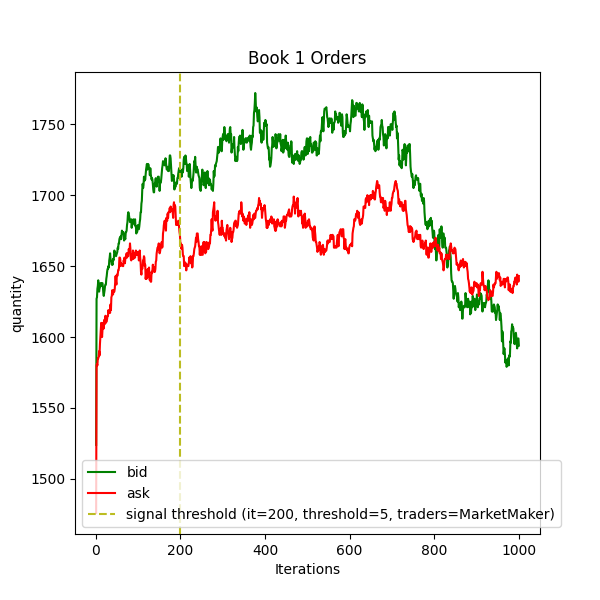 Book 1 Orders
quantity
1750
1700
1650
1600
1550
1500
bid
ask
signal threshold (it=200, threshold=5, traders=MarketMaker)
0 200 400 600 800 1000
Iterations